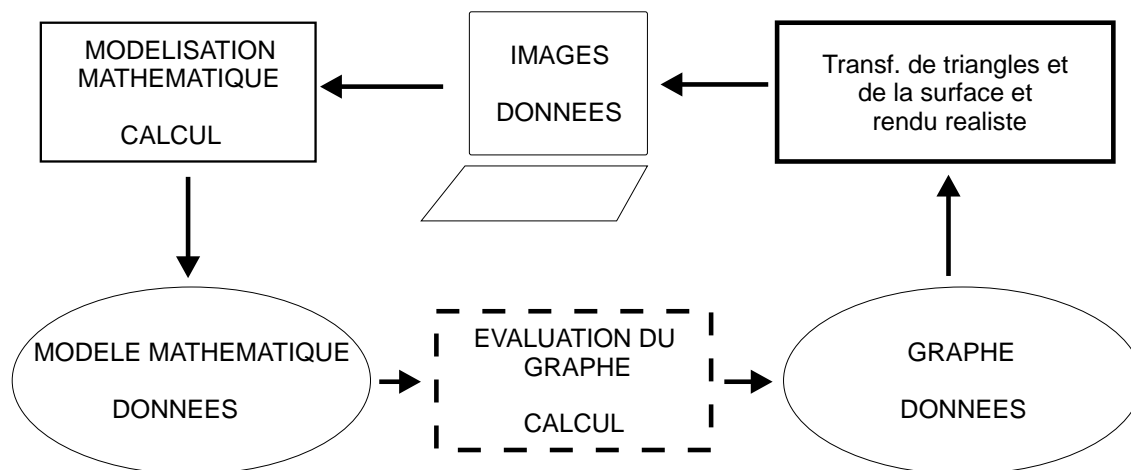 MODELISATION
MATHEMATIQUE
CALCUL
IMAGES
DONNEES
Transf. de triangles et
de la surface et
rendu realiste
MODELE MATHEMATIQUE
DONNEES
EVALUATION DU
GRAPHE
CALCUL
GRAPHE
DONNEES